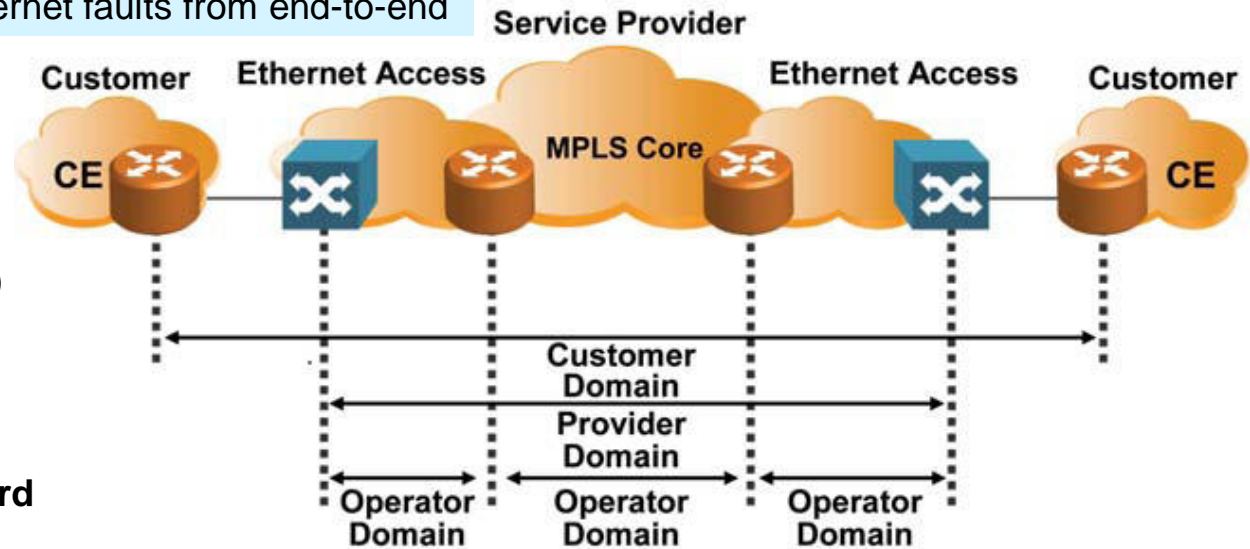 ernet faults from end-to-end
Service Provider
Customer
Ethernet Access
Ethernet Access
Customer
CE
MPLS Core
CE
)
Customer
Domain
Provider
Domain
rd
Operator
Domain
Operator
Domain
Operator
Domain